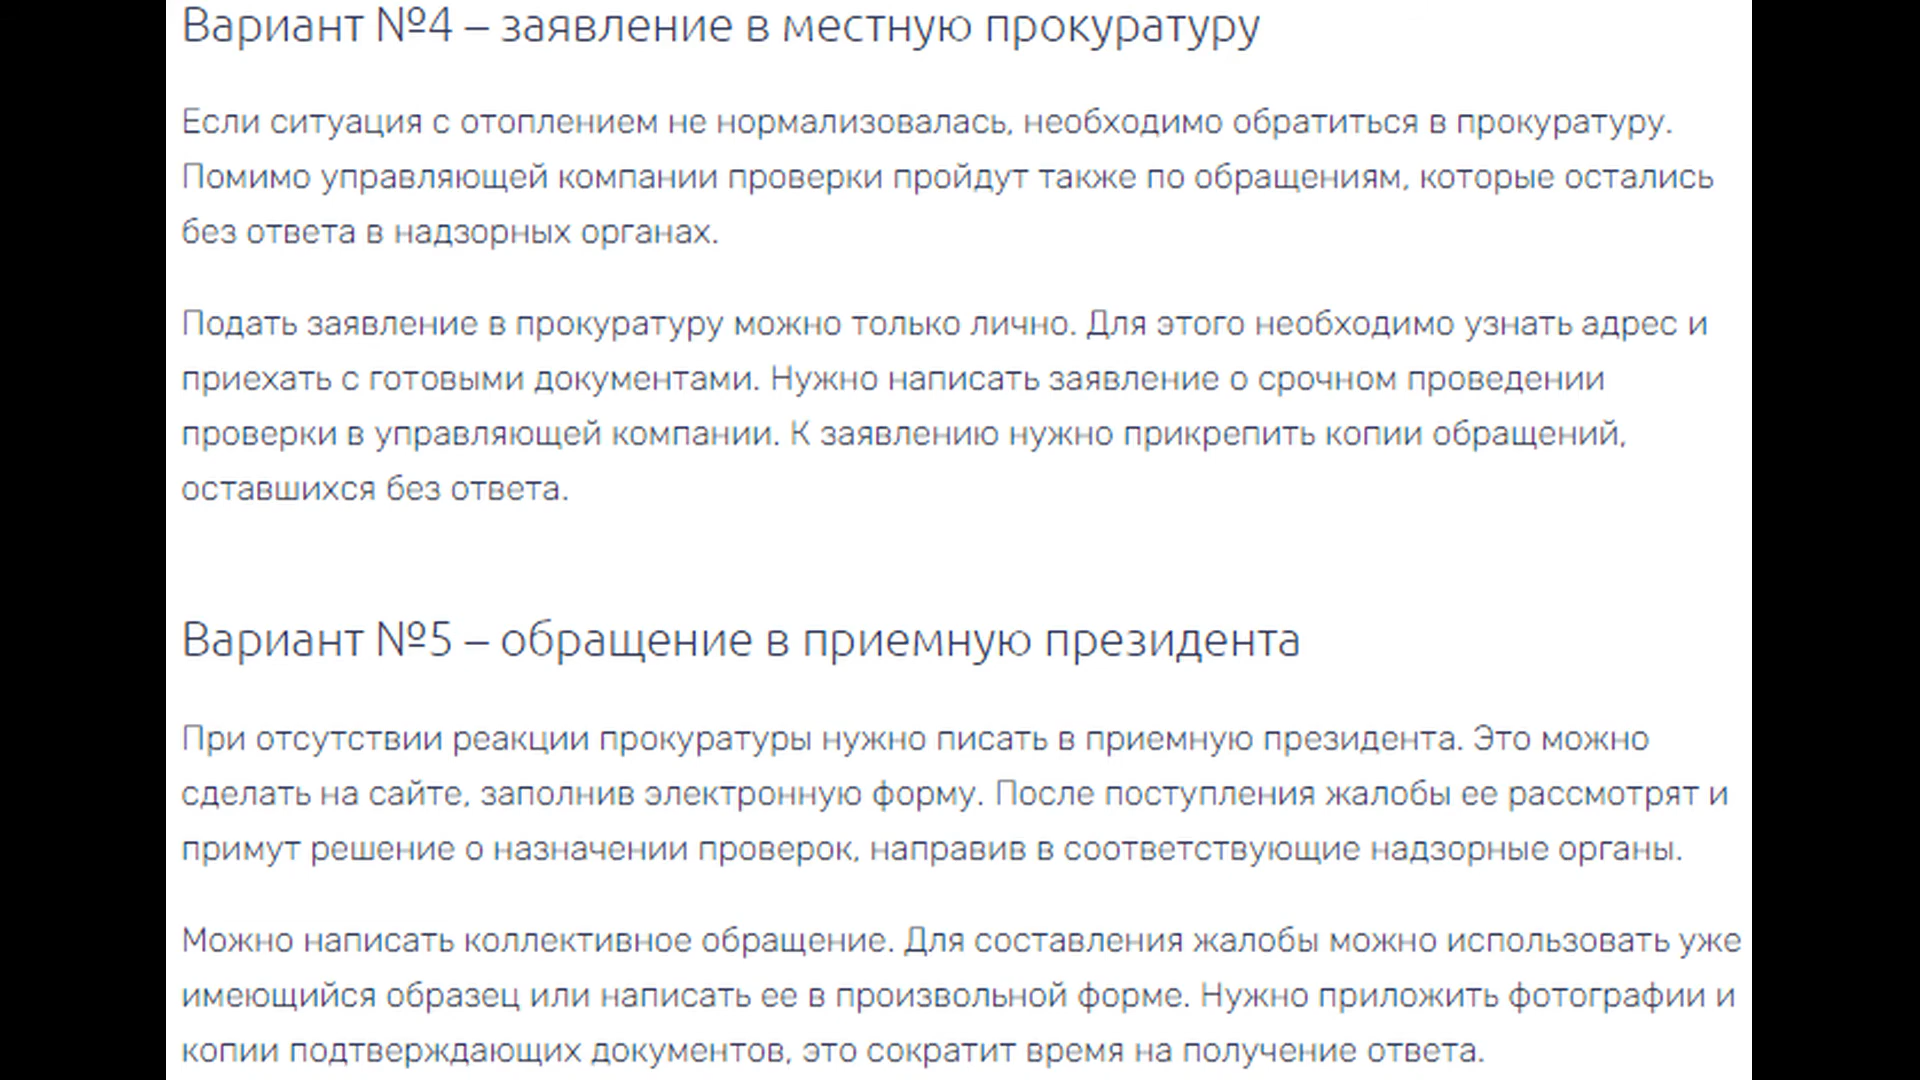 Вариант №4 – заявление в местную прокуратуру
Если ситуация с отоплением не нормализовалась, необходимо обратиться в прокуратуру.
Помимо управляющей компании проверки пройдут также по обращениям, которые остались
без ответа в надзорных органах.
Подать заявление в прокуратуру можно только лично. Для этого необходимо узнать адрес и
приехать с готовыми документами. Нужно написать заявление о срочном проведении
проверки в управляющей компании. К заявлению нужно прикрепить копии обращений,
оставшихся без ответа.
Вариант №5 – обращение в приемную президента
При отсутствии реакции прокуратуры нужно писать в приемную президента. Это можно
сделать на сайте, заполнив электронную форму. После поступления жалобы ее рассмотрят и
примут решение о назначении проверок, направив в соответствующие надзорные органы.
Можно написать коллективное обращение. Для составления жалобы можно использовать уже
имеющийся образец или написать ее в произвольной форме. Нужно приложить фотографии и
копии подтверждающих документов, это сократит время на получение ответа.